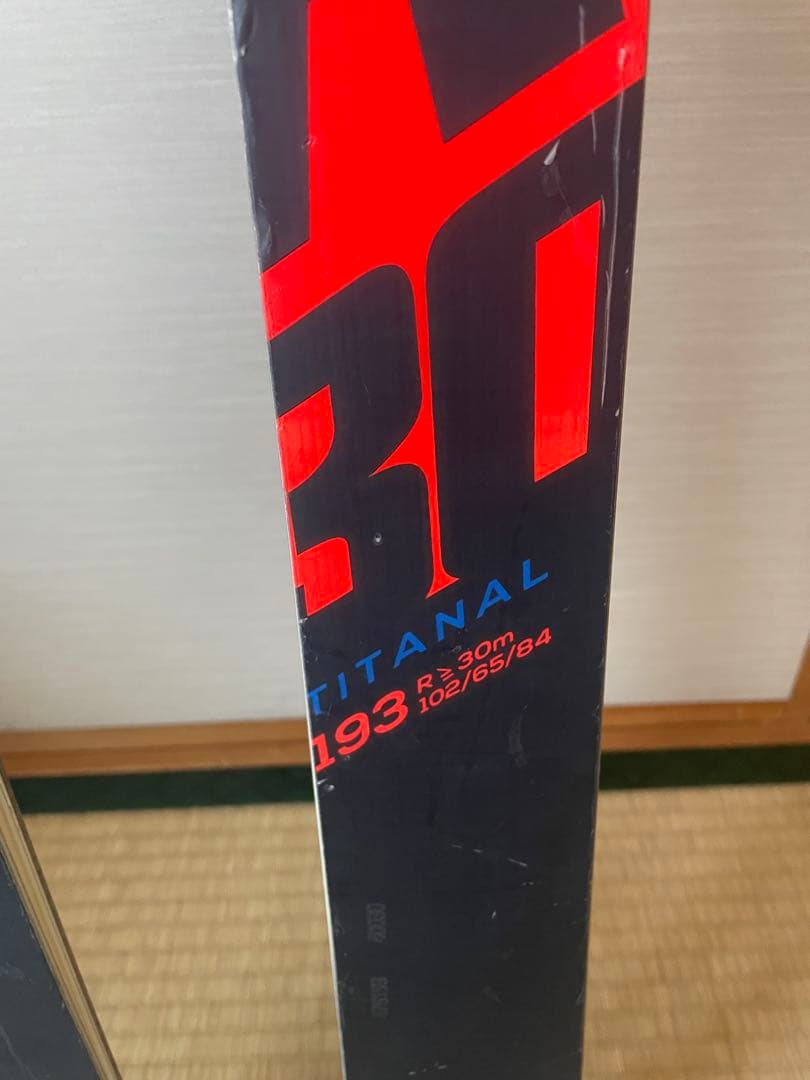 TITANAL
193
R ≥ 30m
102/65/84